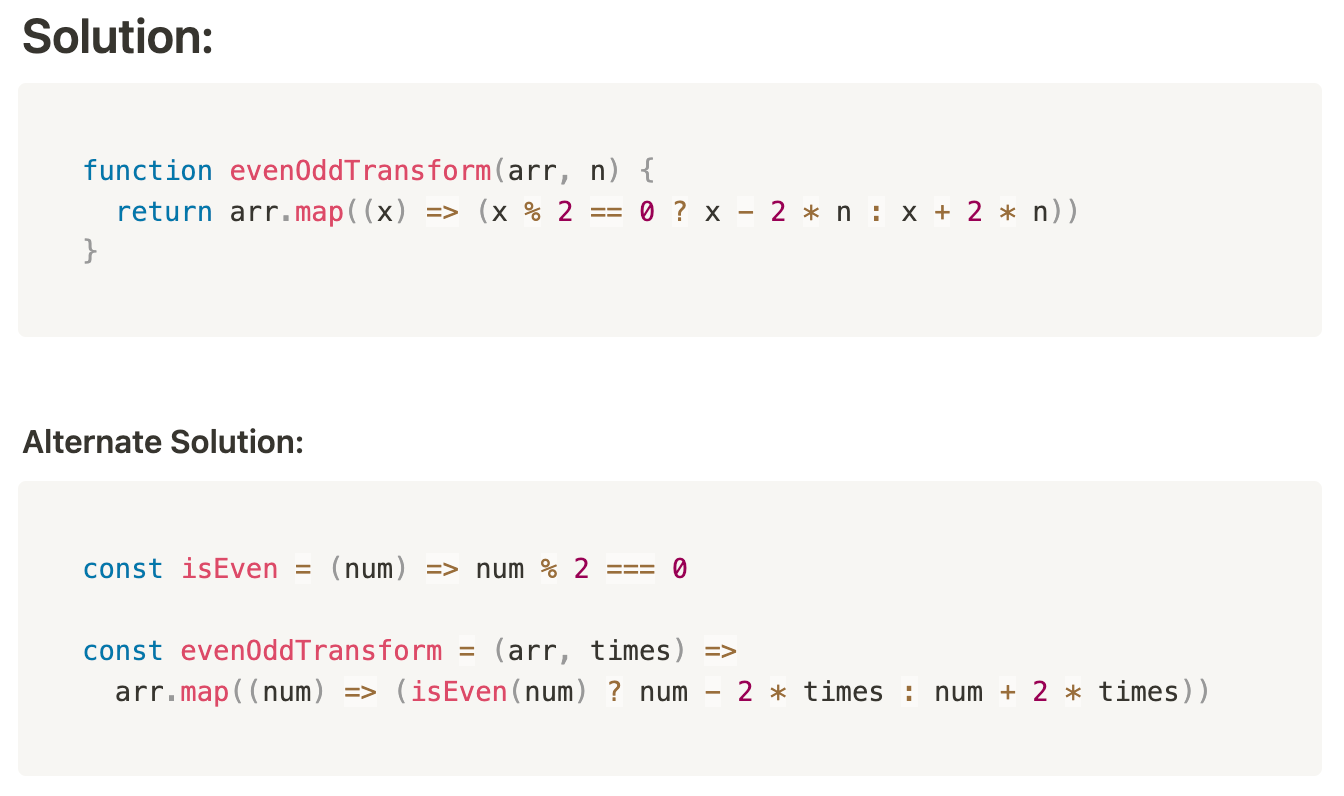 Solution:
function evenOddTransform(arr, n) {
  return arr.map((x) => (x % 2 == 0 ? x - 2 * n : x + 2 * n))
}
Alternate Solution:
const isEven = (num) => num % 2 === 0
const evenOddTransform = (arr, times) =>
  arr.map((num) => (isEven(num) ? num - 2 * times : num + 2 * times))